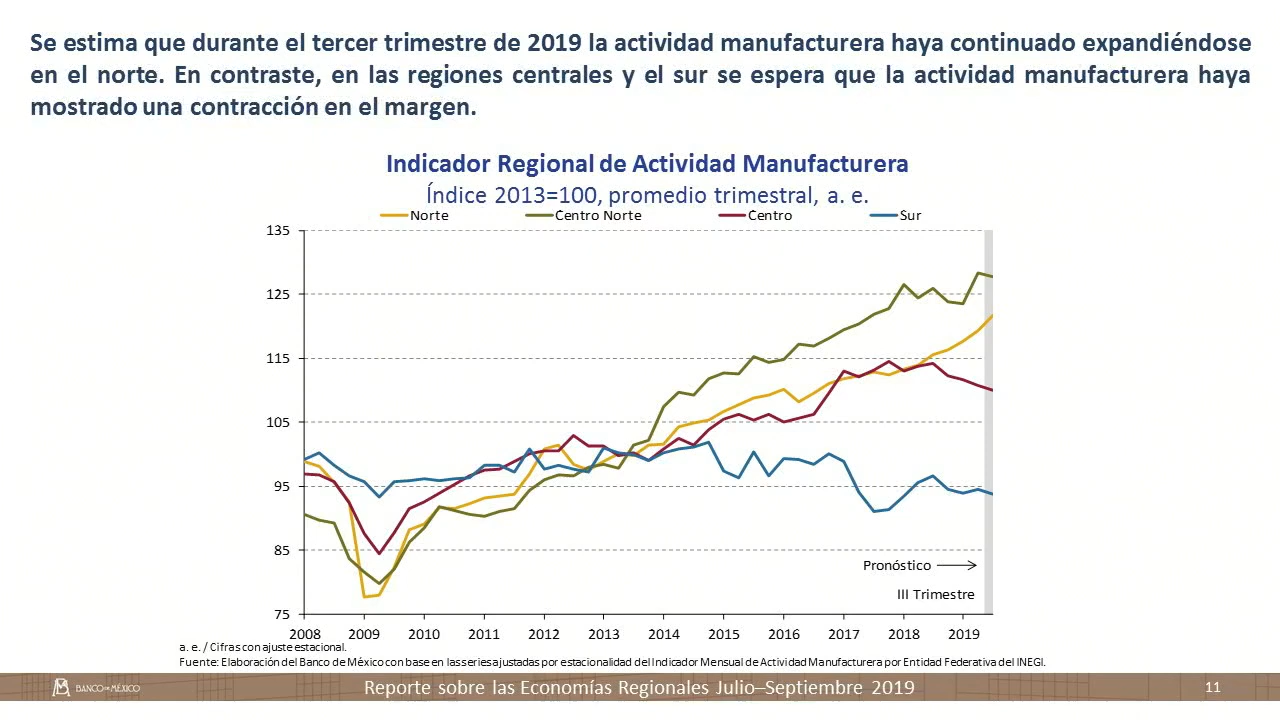 Se estima que durante el tercer trimestre de 2019 la actividad manufacturera haya continuado expandiéndose
en el norte. En contraste, en las regiones centrales y el sur se espera que la actividad manufacturera haya
mostrado una contracción en el margen.
Indicador Regional de Actividad Manufacturera
Índice 2013=100, promedio trimestral, a. e.
Norte Centro Norte Centro Sur
135
125
115
105
95
85
75
Pronóstico
III Trimestre
2008 2009 2010 2011 2012 2013 2014 2015 2016 2017 2018 2019
a. e. / Cifras con ajuste estacional.
Fuente: Elaboración del Banco de México con base en las series ajustadas por estacionalidad del Indicador Mensual de Actividad Manufacturera por Entidad Federativa del INEGI.
BANCO DE MÉXICO
Reporte sobre las Economías Regionales Julio–Septiembre 2019
11